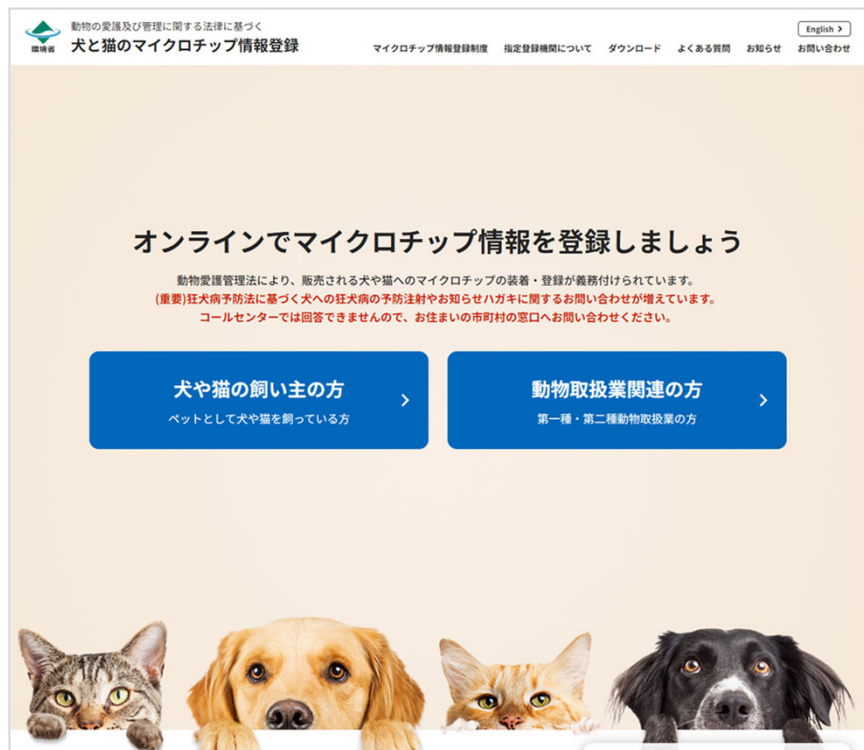 動物の愛護及び管理に関する法律に基づく
犬と猫のマイクロチップ情報登録
環境省
English >
マイクロチップ情報登録制度 指定登録機関について ダウンロード よくある質問 お知らせ お問い合わせ
オンラインでマイクロチップ情報を登録しましょう
動物愛護管理法により、販売される犬や猫へのマイクロチップの装着・登録が義務付けられています。
(重要)狂犬病予防法に基づく犬への狂犬病の予防注射やお知らせハガキに関するお問い合わせが増えています。
コールセンターでは回答できませんので、お住まいの市町村の窓口へお問い合わせください。
犬や猫の飼い主の方
ペットとして犬や猫を飼っている方
動物取扱業関連の方
第一種・第二種動物取扱業の方